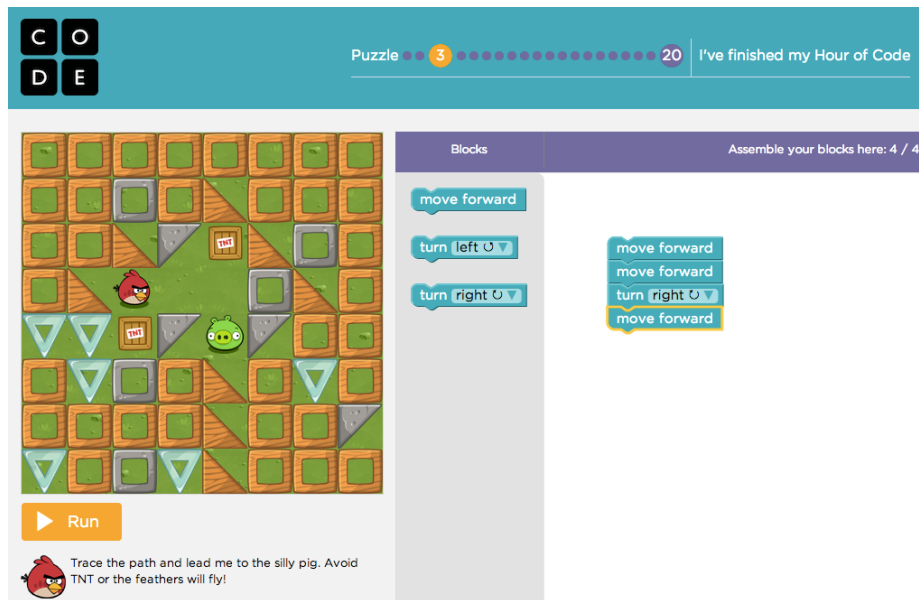 C O
D E
Puzzle 3 20 I've finished my Hour of Code
Blocks
Assemble your blocks here: 4 / 4
move forward
turn left
turn right
move forward
move forward
turn right
move forward
TNT
TNT
Run
Trace the path and lead me to the silly pig. Avoid
TNT or the feathers will fly!